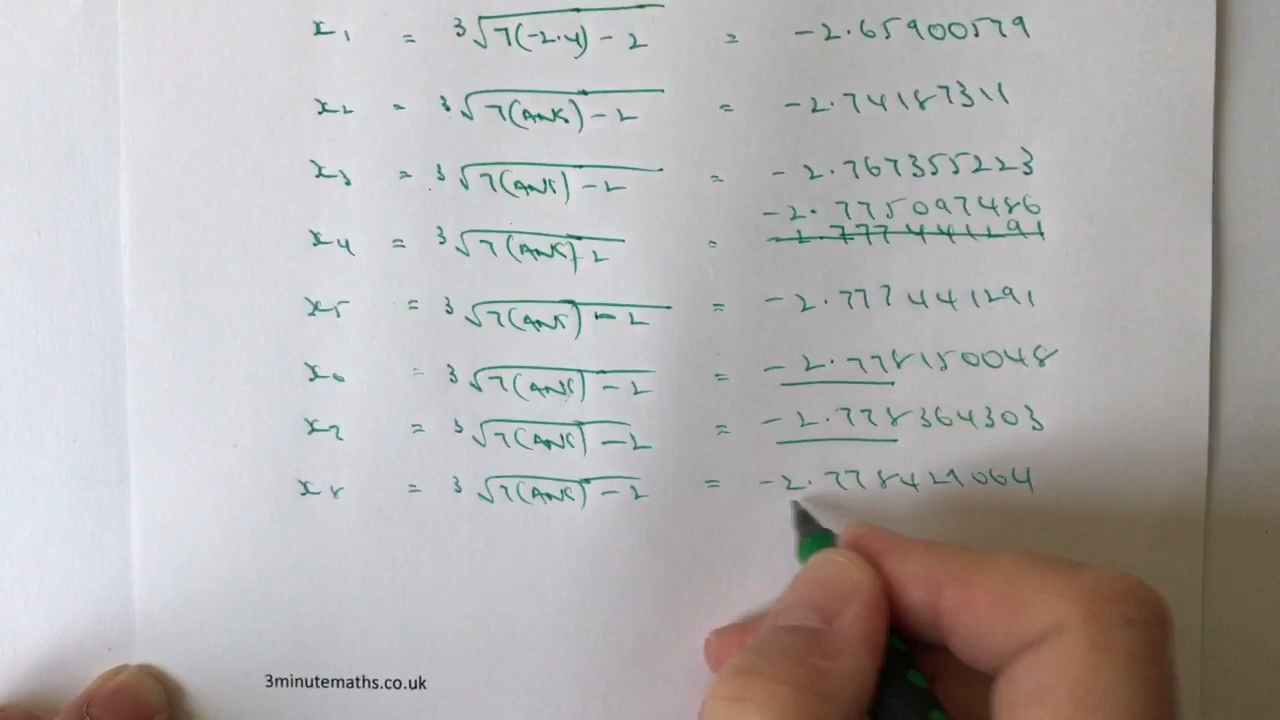 x₁ = ³√7(-2.4) - 2 = -2.65900579
x₂ = ³√7(ANS) - 2 = -2.74187311
x₃ = ³√7(ANS) - 2 = -2.767355223
-2.775097486
x₄ = ³√7(ANS) - 2 = -2.777441291
x₅ = ³√7(ANS) - 2 = -2.777441291
x₆ = ³√7(ANS) - 2 = -2.778150048
x₇ = ³√7(ANS) - 2 = -2.778364303
x₈ = ³√7(ANS) - 2 = -2.778429064
3minutemaths.co.uk